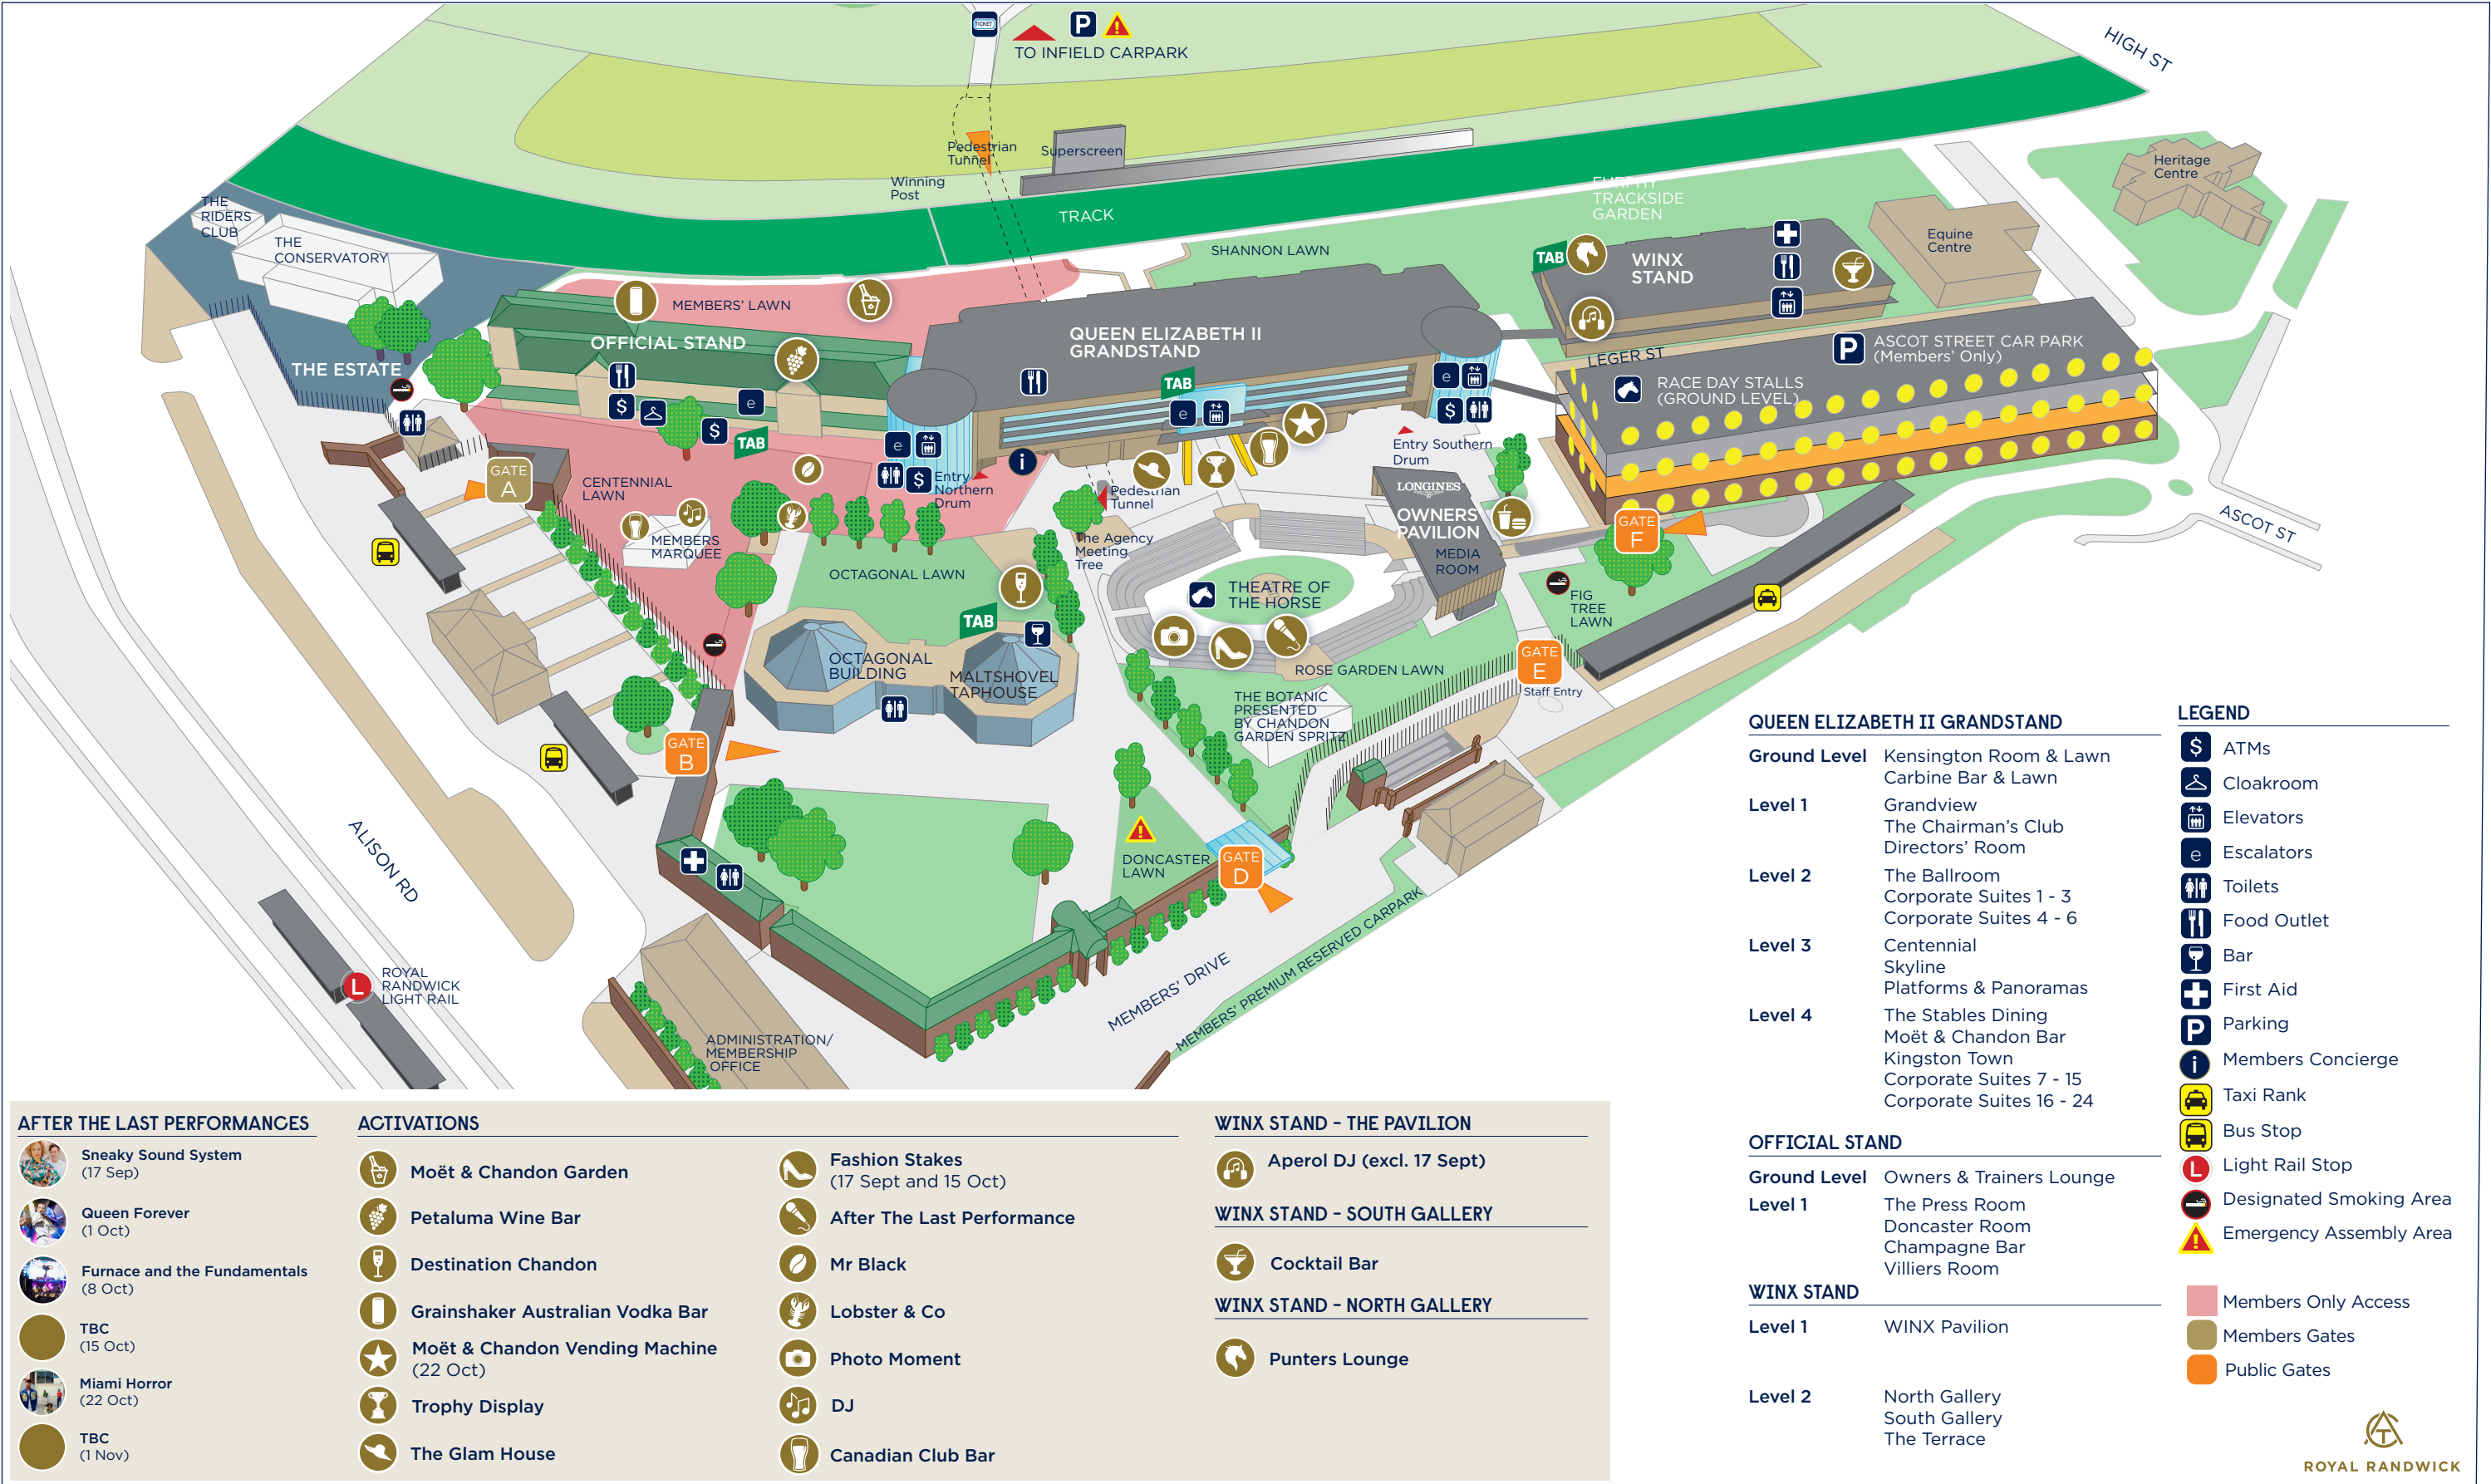 TICKET
P
TO INFIELD CARPARK
HIGH ST
Pedestrian
Tunnel
Superscreen
Winning
Post
TRACK
FURPHY
TRACKSIDE
GARDEN
Heritage
Centre
THE
RIDERS
CLUB
THE
CONSERVATORY
SHANNON LAWN
TAB
WINX
STAND
Equine
Centre
MEMBERS' LAWN
OFFICIAL STAND
QUEEN ELIZABETH II
GRANDSTAND
THE ESTATE
LEGER ST
P
ASCOT STREET CAR PARK
(Members' Only)
RACE DAY STALLS
(GROUND LEVEL)
TAB
$
e
$
TAB
e
e
$
Entry Southern
Drum
e
$
Entry
Northern
Drum
i
GATE
A
CENTENNIAL
LAWN
MEMBERS
MARQUEE
Pedestrian
Tunnel
The Agency
Meeting
Tree
LONGINES
OWNERS
PAVILION
MEDIA
ROOM
GATE
F
ASCOT ST
OCTAGONAL LAWN
THEATRE OF
THE HORSE
FIG
TREE
LAWN
TAB
OCTAGONAL
BUILDING
MALTSHOVEL
TAPHOUSE
ROSE GARDEN LAWN
GATE
E
Staff Entry
THE BOTANIC
PRESENTED
BY CHANDON
GARDEN SPRITZ
GATE
B
ALISON RD
DONCASTER
LAWN
GATE
D
L
ROYAL
RANDWICK
LIGHT RAIL
ADMINISTRATION/
MEMBERSHIP
OFFICE
MEMBERS' DRIVE
MEMBERS' PREMIUM RESERVED CARPARK
QUEEN ELIZABETH II GRANDSTAND
Ground Level Kensington Room & Lawn
Carbine Bar & Lawn
Level 1 Grandview
The Chairman's Club
Directors' Room
Level 2 The Ballroom
Corporate Suites 1 - 3
Corporate Suites 4 - 6
Level 3 Centennial
Skyline
Platforms & Panoramas
Level 4 The Stables Dining
Moët & Chandon Bar
Kingston Town
Corporate Suites 7 - 15
Corporate Suites 16 - 24
OFFICIAL STAND
Ground Level Owners & Trainers Lounge
Level 1 The Press Room
Doncaster Room
Champagne Bar
Villiers Room
WINX STAND
Level 1 WINX Pavilion
Level 2 North Gallery
South Gallery
The Terrace
LEGEND
$ ATMs
Cloakroom
Elevators
e Escalators
Toilets
Food Outlet
Bar
First Aid
P Parking
i Members Concierge
Taxi Rank
Bus Stop
L Light Rail Stop
Designated Smoking Area
Emergency Assembly Area
Members Only Access
Members Gates
Public Gates
AFTER THE LAST PERFORMANCES
Sneaky Sound System
(17 Sep)
Queen Forever
(1 Oct)
Furnace and the Fundamentals
(8 Oct)
TBC
(15 Oct)
Miami Horror
(22 Oct)
TBC
(1 Nov)
ACTIVATIONS
Moët & Chandon Garden
Petaluma Wine Bar
Destination Chandon
Grainshaker Australian Vodka Bar
Moët & Chandon Vending Machine
(22 Oct)
Trophy Display
The Glam House
Fashion Stakes
(17 Sept and 15 Oct)
After The Last Performance
Mr Black
Lobster & Co
Photo Moment
DJ
Canadian Club Bar
WINX STAND - THE PAVILION
Aperol DJ (excl. 17 Sept)
WINX STAND - SOUTH GALLERY
Cocktail Bar
WINX STAND - NORTH GALLERY
Punters Lounge
ROYAL RANDWICK